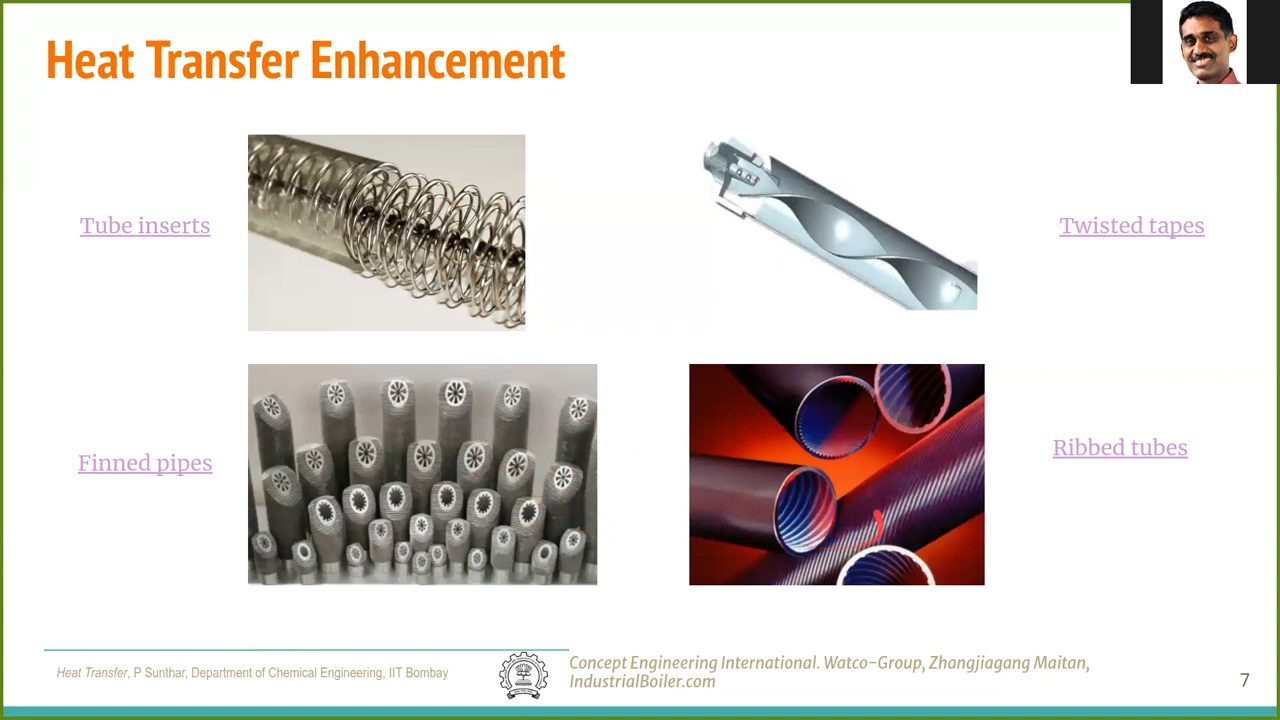 Heat Transfer Enhancement
Tube inserts
Twisted tapes
Finned pipes
Ribbed tubes
Heat Transfer, P Sunthar, Department of Chemical Engineering, IIT Bombay
Concept Engineering International. Watco-Group, Zhangjiagang Maitan,
IndustrialBoiler.com
7